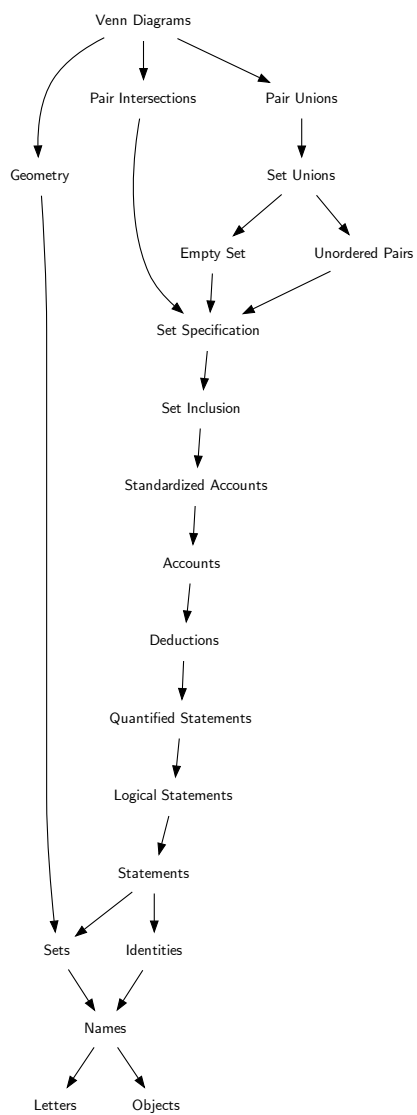 Venn Diagrams
Pair Intersections
Pair Unions
Geometry
Set Unions
Empty Set
Unordered Pairs
Set Specification
Set Inclusion
Standardized Accounts
Accounts
Deductions
Quantified Statements
Logical Statements
Statements
Sets
Identities
Names
Letters
Objects